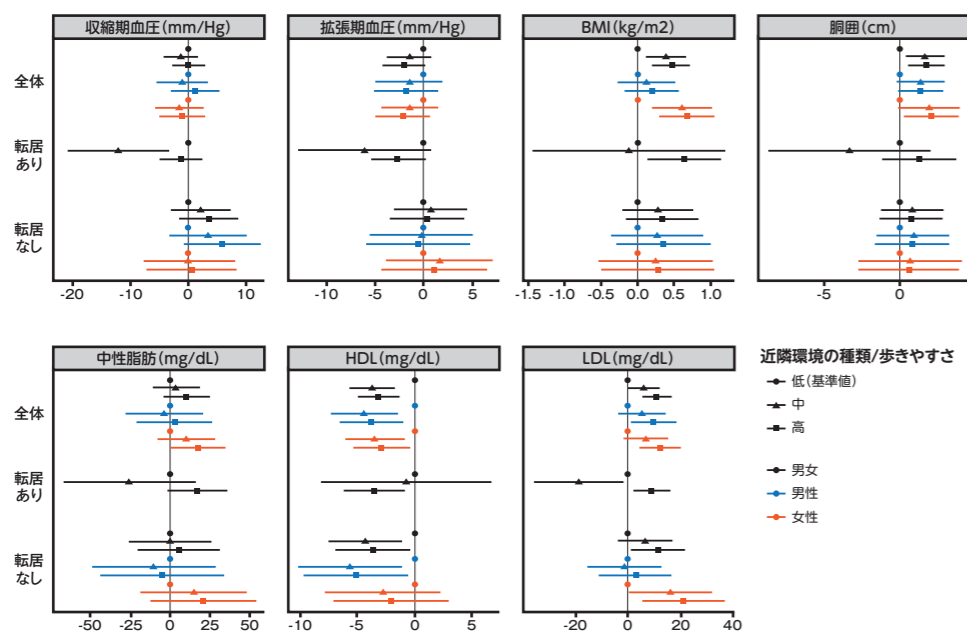 収縮期血圧(mm/Hg)
拡張期血圧(mm/Hg)
BMI(kg/m2)
胴囲(cm)
全体
転居
あり
転居
なし
-20 -10 0 10
-10 -5 0 5
-1.5 -1.0 -0.5 0 0.5 1.0
-5 0
中性脂肪(mg/dL)
HDL(mg/dL)
LDL(mg/dL)
全体
転居
あり
転居
なし
-50 -25 0 25 50
-10 -5 0 5
-20 0 20 40
近隣環境の種類/歩きやすさ
低(基準値)
中
高
男女
男性
女性